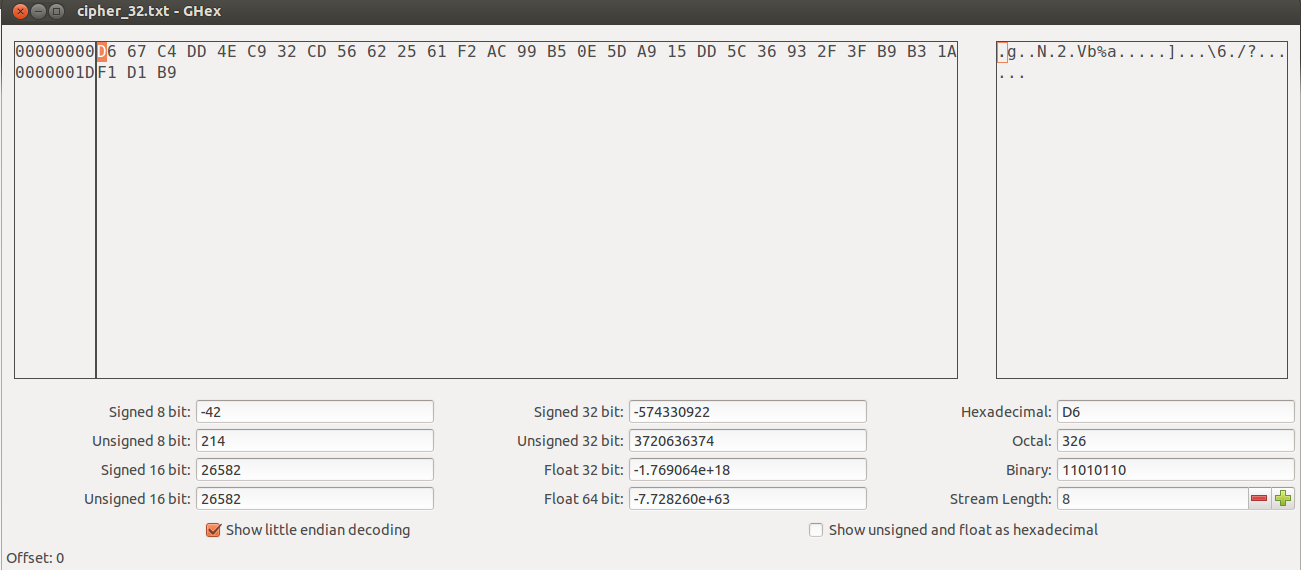 cipher_32.txt - GHex
00000000 D6 67 C4 DD 4E C9 32 CD 56 62 25 61 F2 AC 99 B5 0E 5D A9 15 DD 5C 36 93 2F 3F B9 B3 1A .g..N.2.Vb%a.....]...\6./?...
0000001D F1 D1 B9 ...
Signed 8 bit: -42 Signed 32 bit: -574330922 Hexadecimal: D6
Unsigned 8 bit: 214 Unsigned 32 bit: 3720636374 Octal: 326
Signed 16 bit: 26582 Float 32 bit: -1.769064e+18 Binary: 11010110
Unsigned 16 bit: 26582 Float 64 bit: -7.728260e+63 Stream Length: 8
Show little endian decoding Show unsigned and float as hexadecimal
Offset: 0